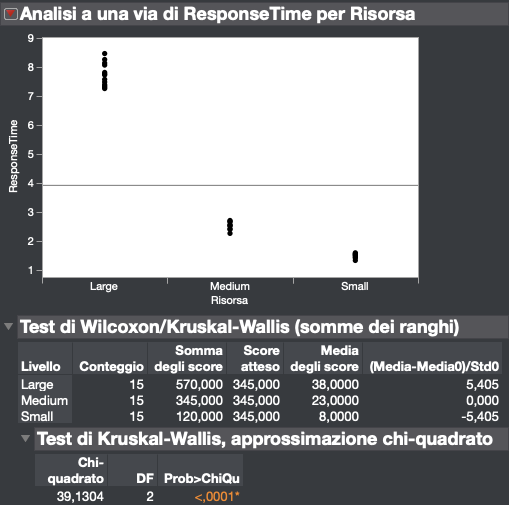 Analisi a una via di ResponseTime per Risorsa
9
8
7
6
5
4
3
2
1
ResponseTime
Large Medium Small
Risorsa
Test di Wilcoxon/Kruskal-Wallis (somme dei ranghi)
Somma Score Media
Livello Conteggio degli score atteso degli score (Media-Media0)/Std0
Large 15 570,000 345,000 38,0000 5,405
Medium 15 345,000 345,000 23,0000 0,000
Small 15 120,000 345,000 8,0000 -5,405
Test di Kruskal-Wallis, approssimazione chi-quadrato
Chi-
quadrato DF Prob>ChiQu
39,1304 2 <,0001*